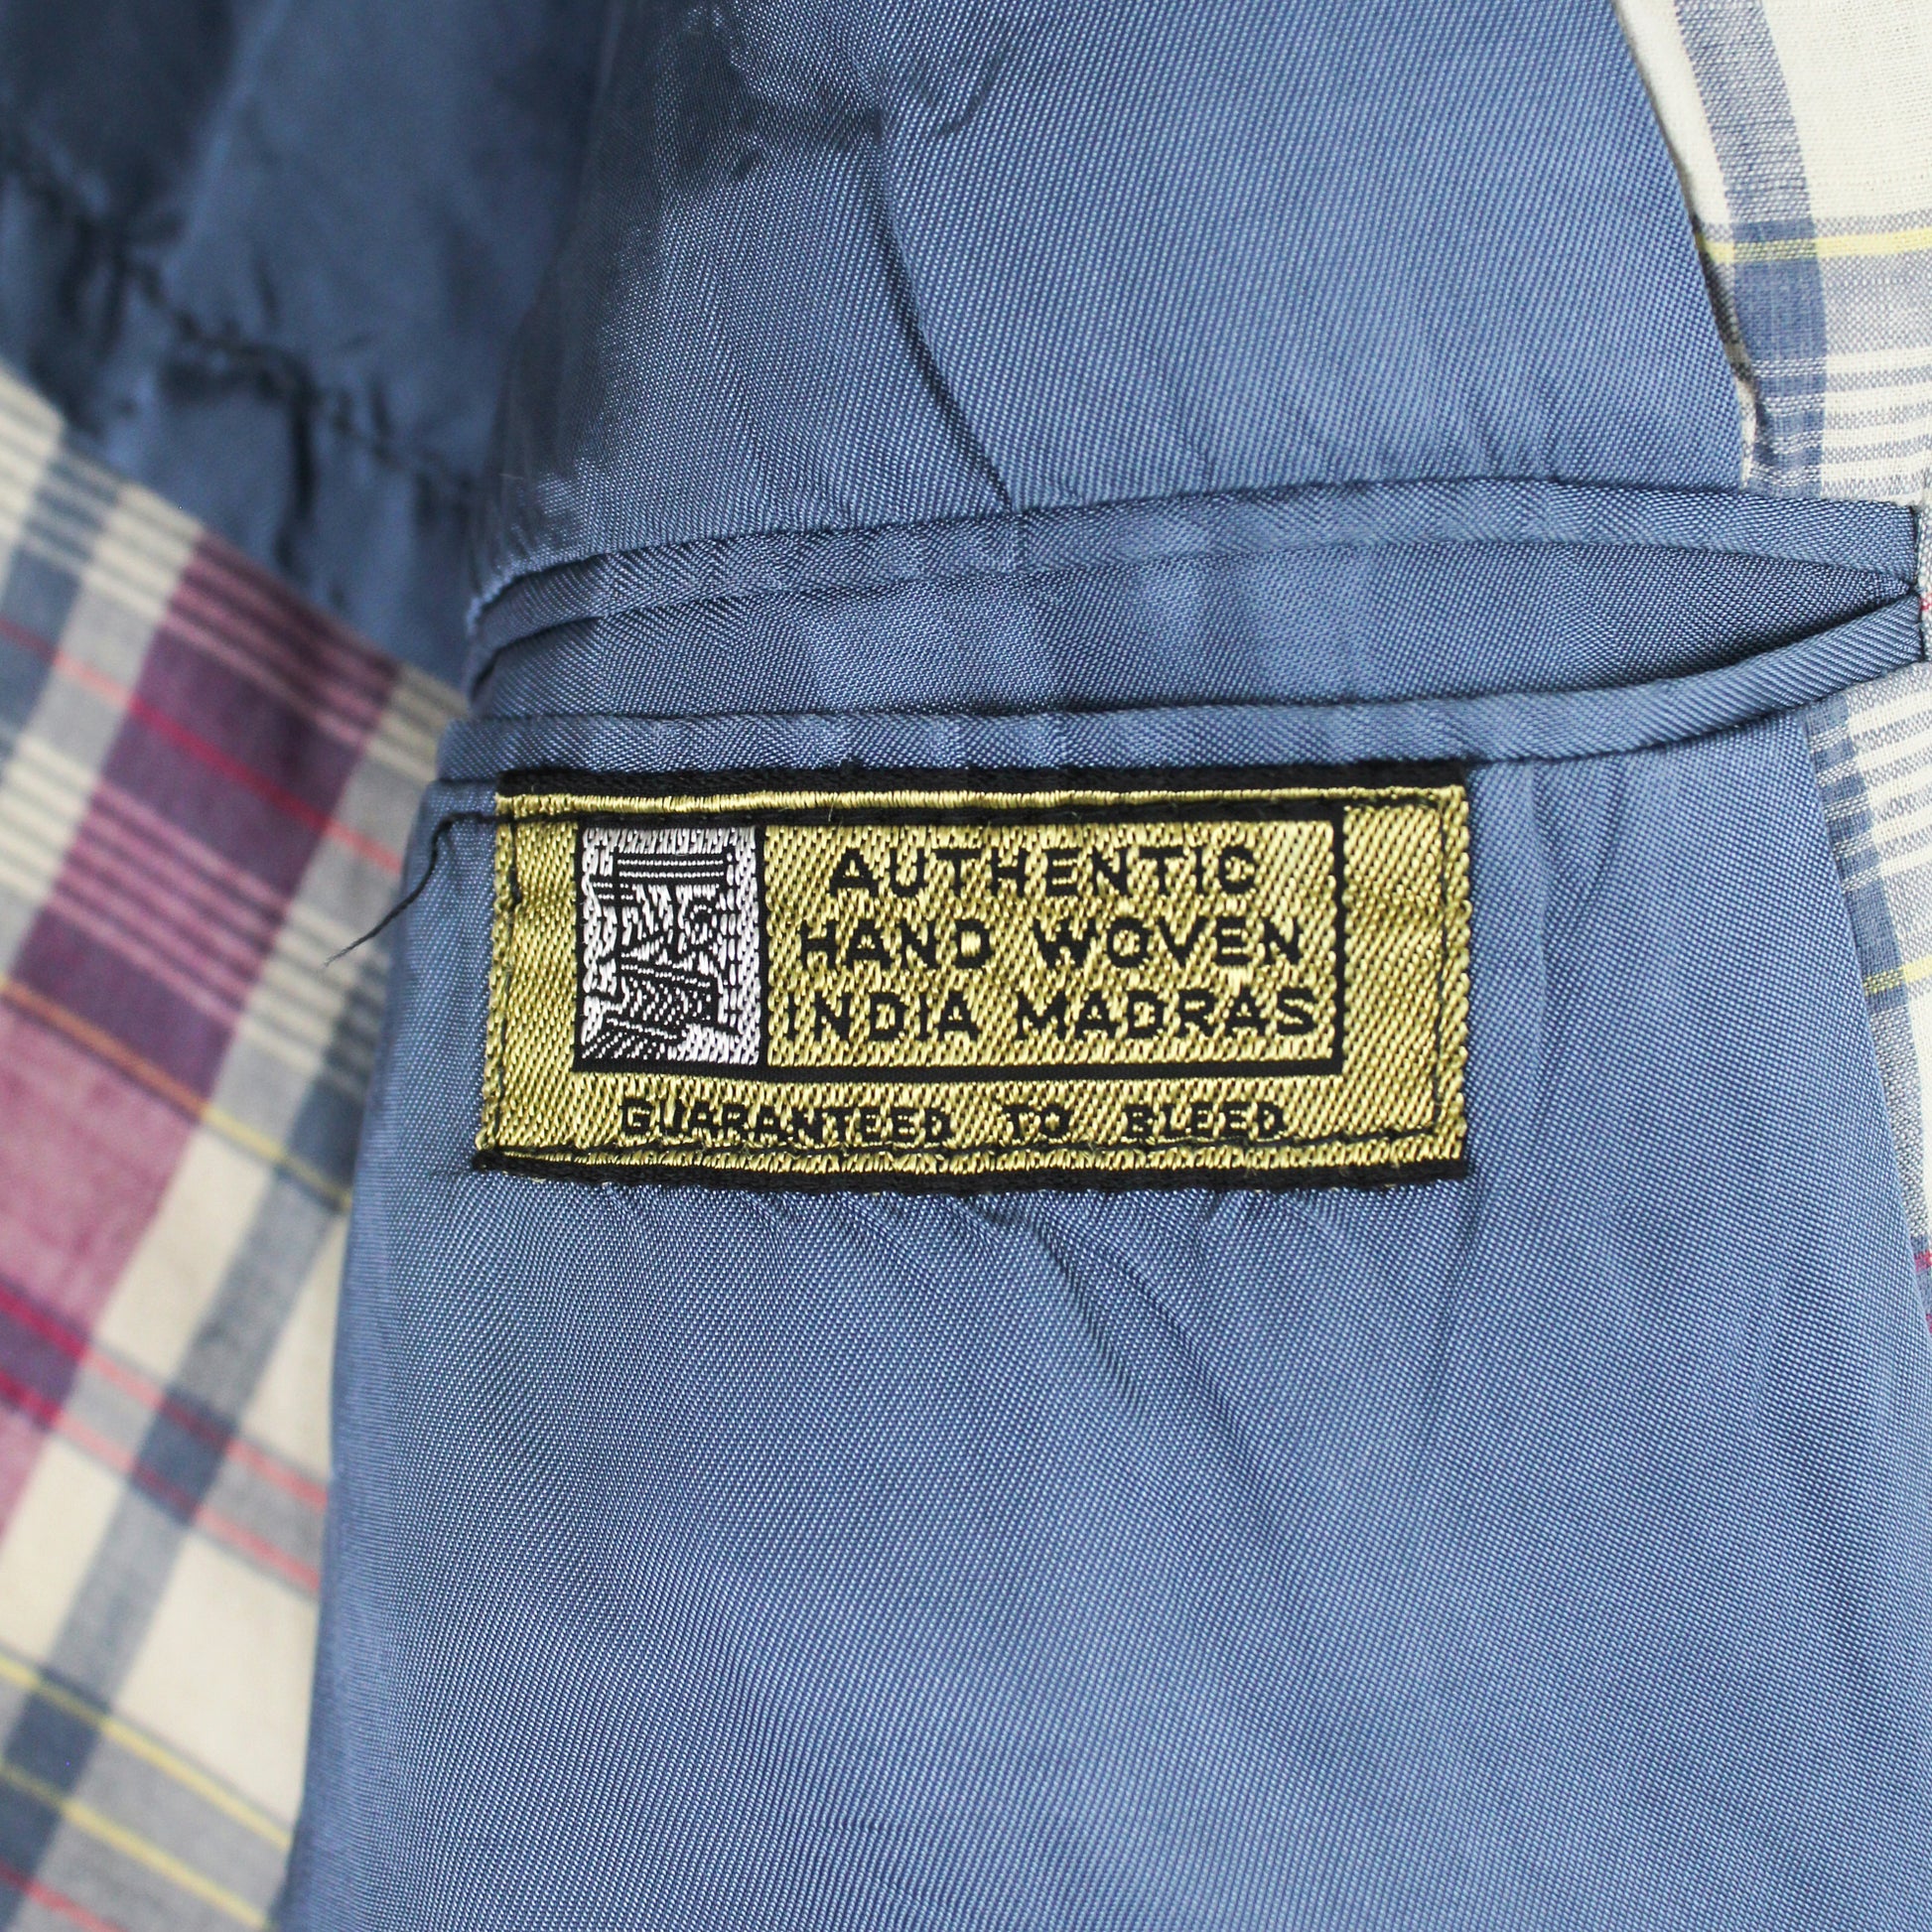 AUTHENTIC
HAND WOVEN
INDIA MADRAS
GUARANTEED TO BLEED